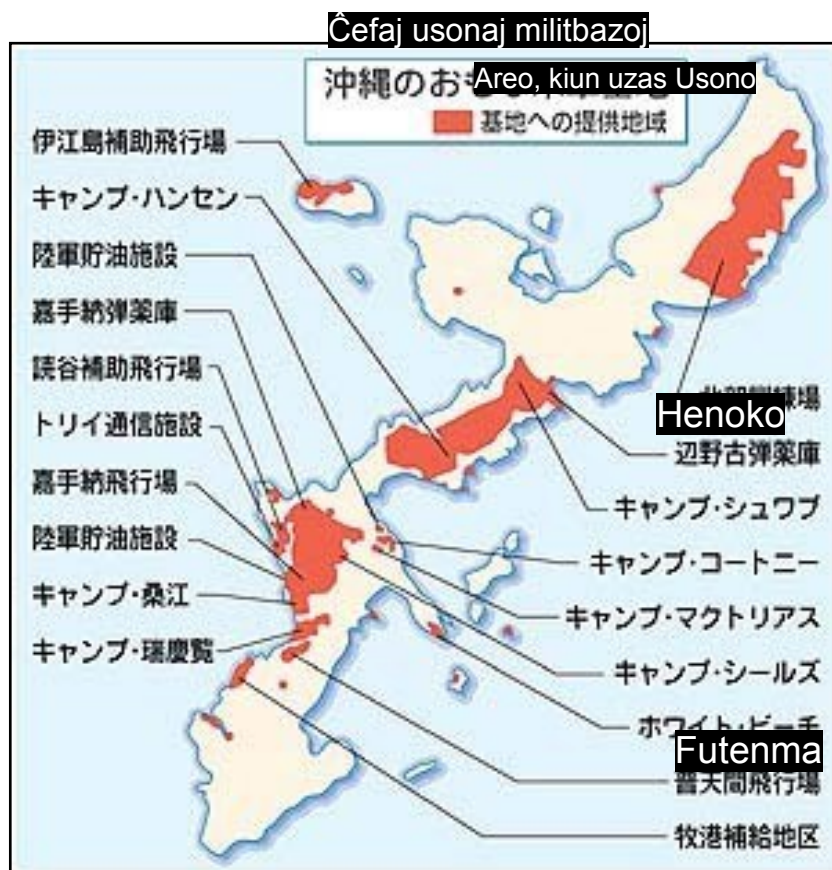 Ĉefaj usonaj militbazoj
沖縄のお
Areo, kiun uzas Usono
基地への提供地域
伊江島補助飛行場
キャンプ・ハンセン
陸軍貯油施設
嘉手納弾薬庫
読谷補助飛行場
トリイ通信施設
嘉手納飛行場
陸軍貯油施設
キャンプ・桑江
キャンプ・瑞慶覧
Henoko
辺野古弾薬庫
キャンプ・シュワブ
キャンプ・コートニー
キャンプ・マクトリアス
キャンプ・シールズ
ホワイト・ビーチ
Futenma
普天間飛行場
牧港補給地区